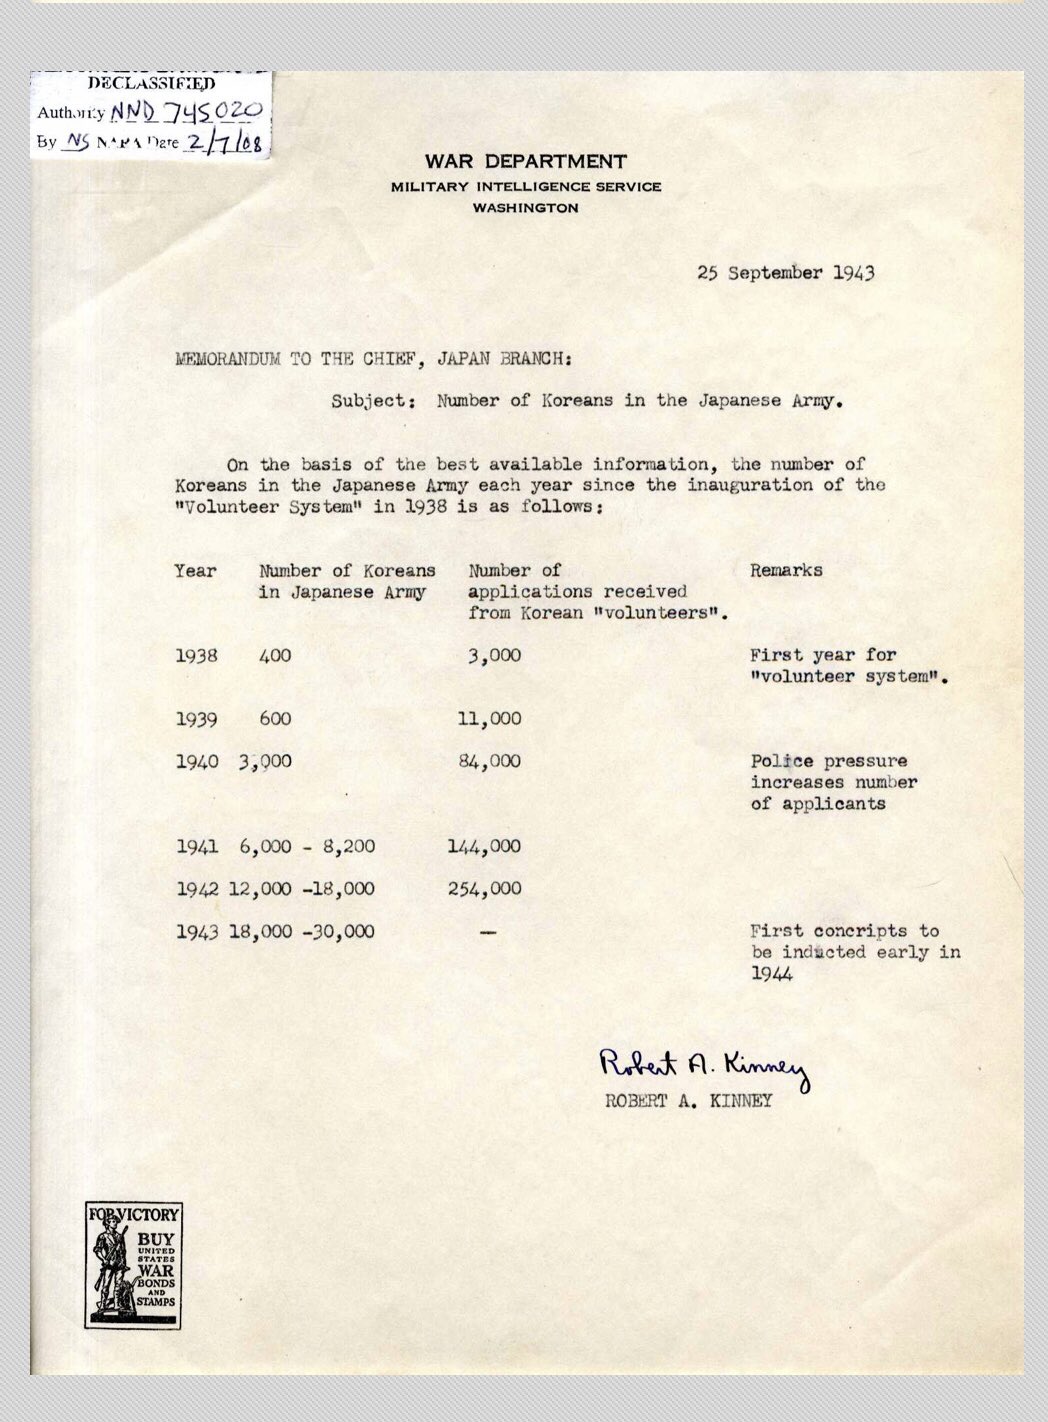 DECLASSIFIED
Authority NND 745020
By NS NARA Date 2/7/08
WAR DEPARTMENT
MILITARY INTELLIGENCE SERVICE
WASHINGTON
25 September 1943
MEMORANDUM TO THE CHIEF, JAPAN BRANCH:
Subject: Number of Koreans in the Japanese Army.
On the basis of the best available information, the number of
Koreans in the Japanese Army each year since the inauguration of the
"Volunteer System" in 1938 is as follows:
Year Number of Koreans Number of Remarks
in Japanese Army applications received
from Korean "volunteers".
1938 400 3,000 First year for
"volunteer system".
1939 600 11,000
1940 3,000 84,000 Police pressure
increases number
of applicants
1941 6,000 - 8,200 144,000
1942 12,000 -18,000 254,000
1943 18,000 -30,000 — First concripts to
be inducted early in
1944
Robert A. Kinney
ROBERT A. KINNEY
FOR VICTORY
BUY
UNITED
STATES
WAR
BONDS
AND
STAMPS